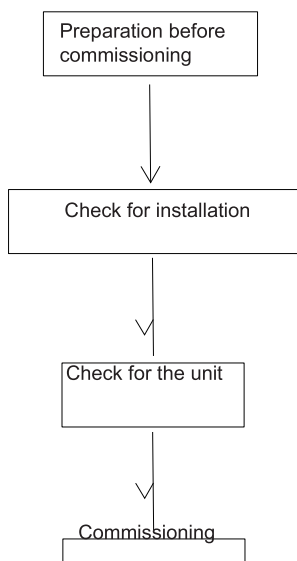 Preparation before
commissioning
Check for installation
Check for the unit
Commissioning